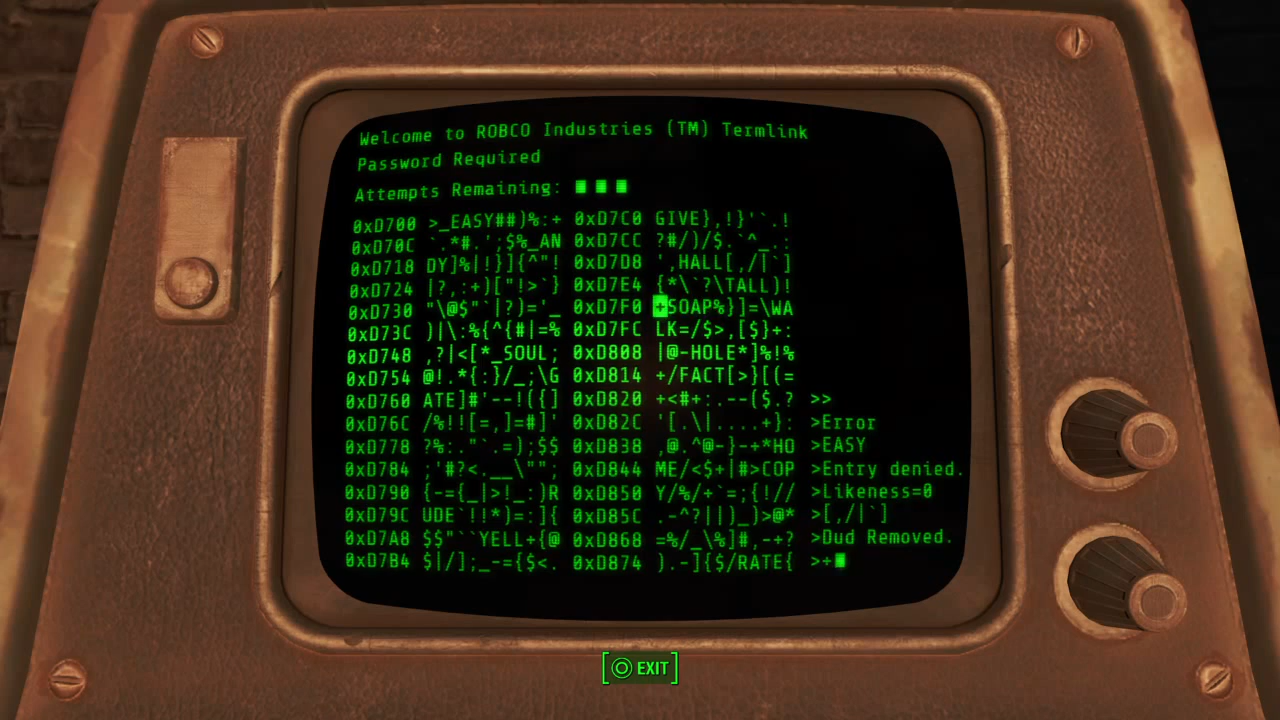 Welcome to ROBCO Industries (TM) Termlink
Password Required
Attempts Remaining: ■ ■ ■
0xD700 >_EASY##)%:+ 0xD7C0 GIVE},!}'`.!
0xD70C `.*#.';$%_AN 0xD7CC ?#/)/$.`^_.:
0xD718 DY]%|!}]{^"! 0xD7D8 ',HALL[,/|`]
0xD724 |?,:+)["!>`} 0xD7E4 {*\`?\TALL)!
0xD730 "\@$"`|?)='_ 0xD7F0 +SOAP%}]=\WA
0xD73C )|\:%{^{#|=% 0xD7FC LK=/$>,[$}+:
0xD748 ,?|<[*_SOUL; 0xD808 |@-HOLE*]%!%
0xD754 @!.*{:}/_;\G 0xD814 +/FACT[>}[(=
0xD760 ATE]#'--!({] 0xD820 +<#+:.--($.? >>
0xD76C /%!![=,]=#]' 0xD82C '[.\|....+}: >Error
0xD778 ?%:."`.=);$$ 0xD838 ,@.^@-}-+*HO >EASY
0xD784 ;'#?<.__\""; 0xD844 ME/<$+|#>COP >Entry denied.
0xD790 {-={_|>!_:)R 0xD850 Y/%/+`=;{!// >Likeness=0
0xD79C UDE`!!*)=:]{ 0xD85C .-^?||)_)>@* >[,/|`]
0xD7A8 $$"``YELL+{@ 0xD868 =%/_\%]#,-+? >Dud Removed.
0xD7B4 $|/];_-={$<. 0xD874 ).-]{$/RATE{ >+■
[ EXIT ]